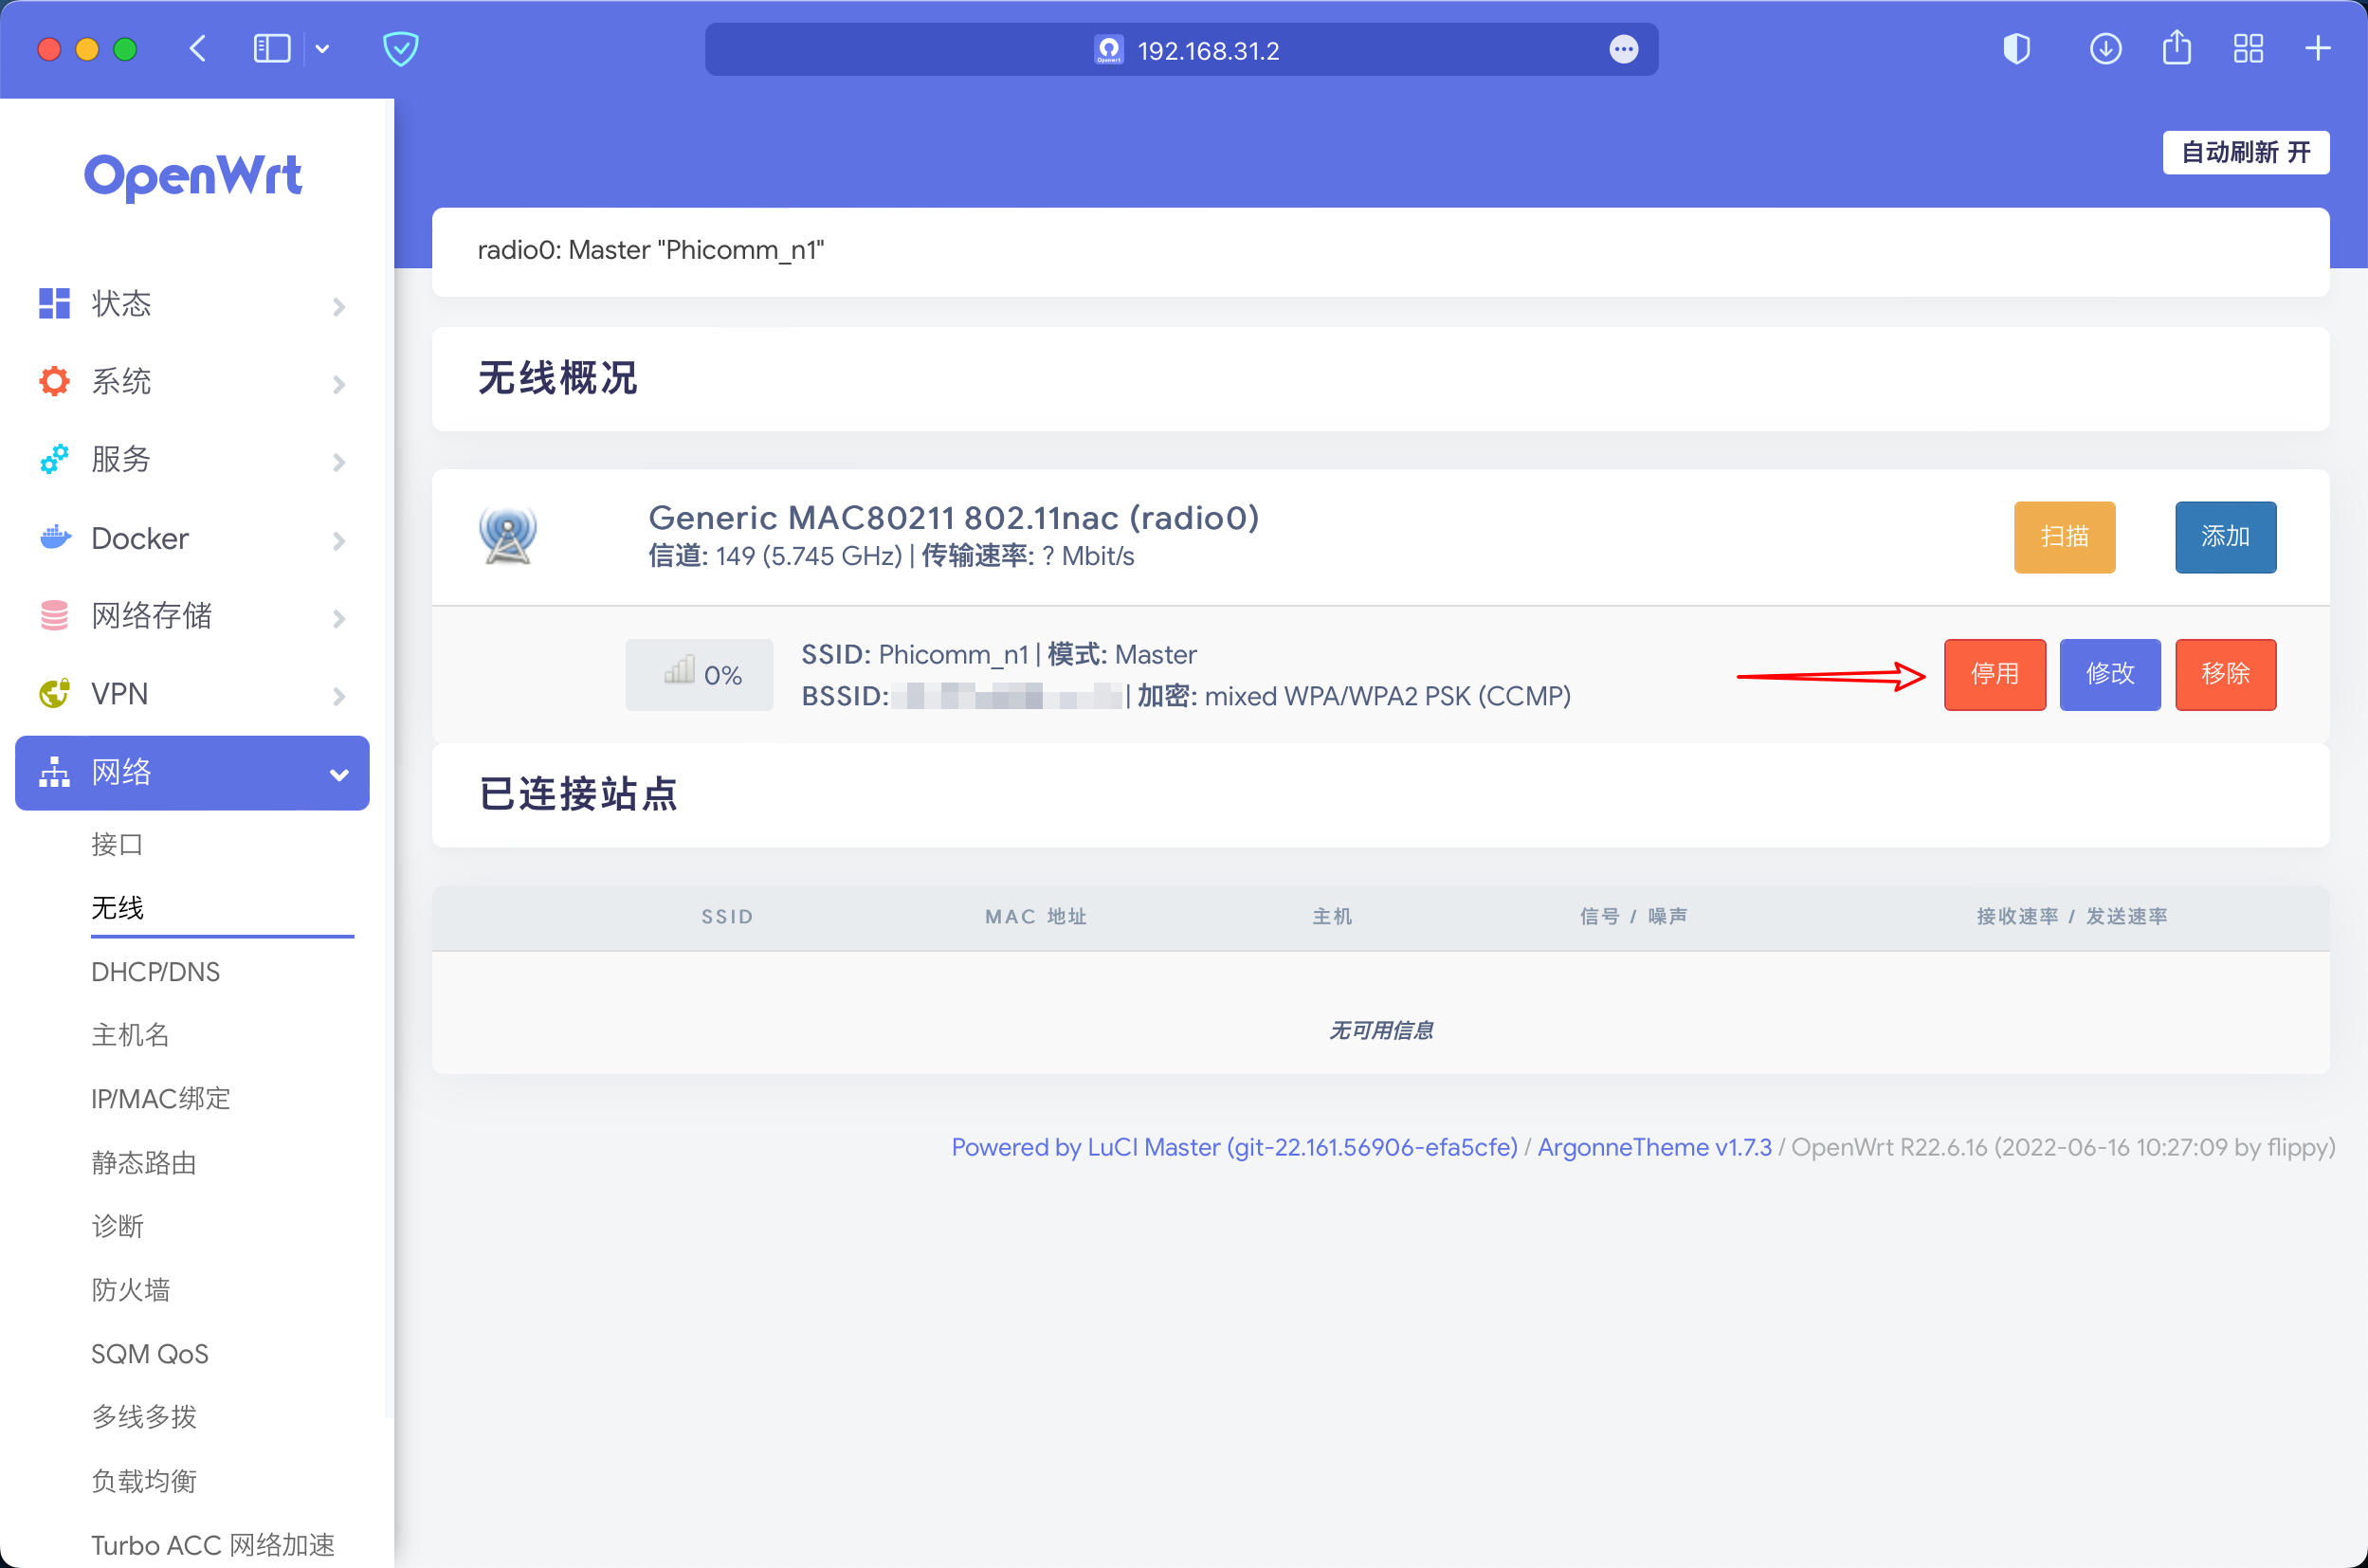 192.168.31.2
OpenWrt
自动刷新 开
状态
系统
服务
Docker
网络存储
VPN
网络
接口
无线
DHCP/DNS
主机名
IP/MAC绑定
静态路由
诊断
防火墙
SQM QoS
多线多拨
负载均衡
Turbo ACC 网络加速
radio0: Master "Phicomm_n1"
无线概况
Generic MAC80211 802.11nac (radio0)
信道: 149 (5.745 GHz) | 传输速率: ? Mbit/s
扫描
添加
0%
SSID: Phicomm_n1 | 模式: Master
BSSID: | 加密: mixed WPA/WPA2 PSK (CCMP)
停用
修改
移除
已连接站点
SSID MAC 地址 主机 信号 / 噪声 接收速率 / 发送速率
无可用信息
Powered by LuCI Master (git-22.161.56906-efa5cfe) / ArgonneTheme v1.7.3 / OpenWrt R22.6.16 (2022-06-16 10:27:09 by flippy)